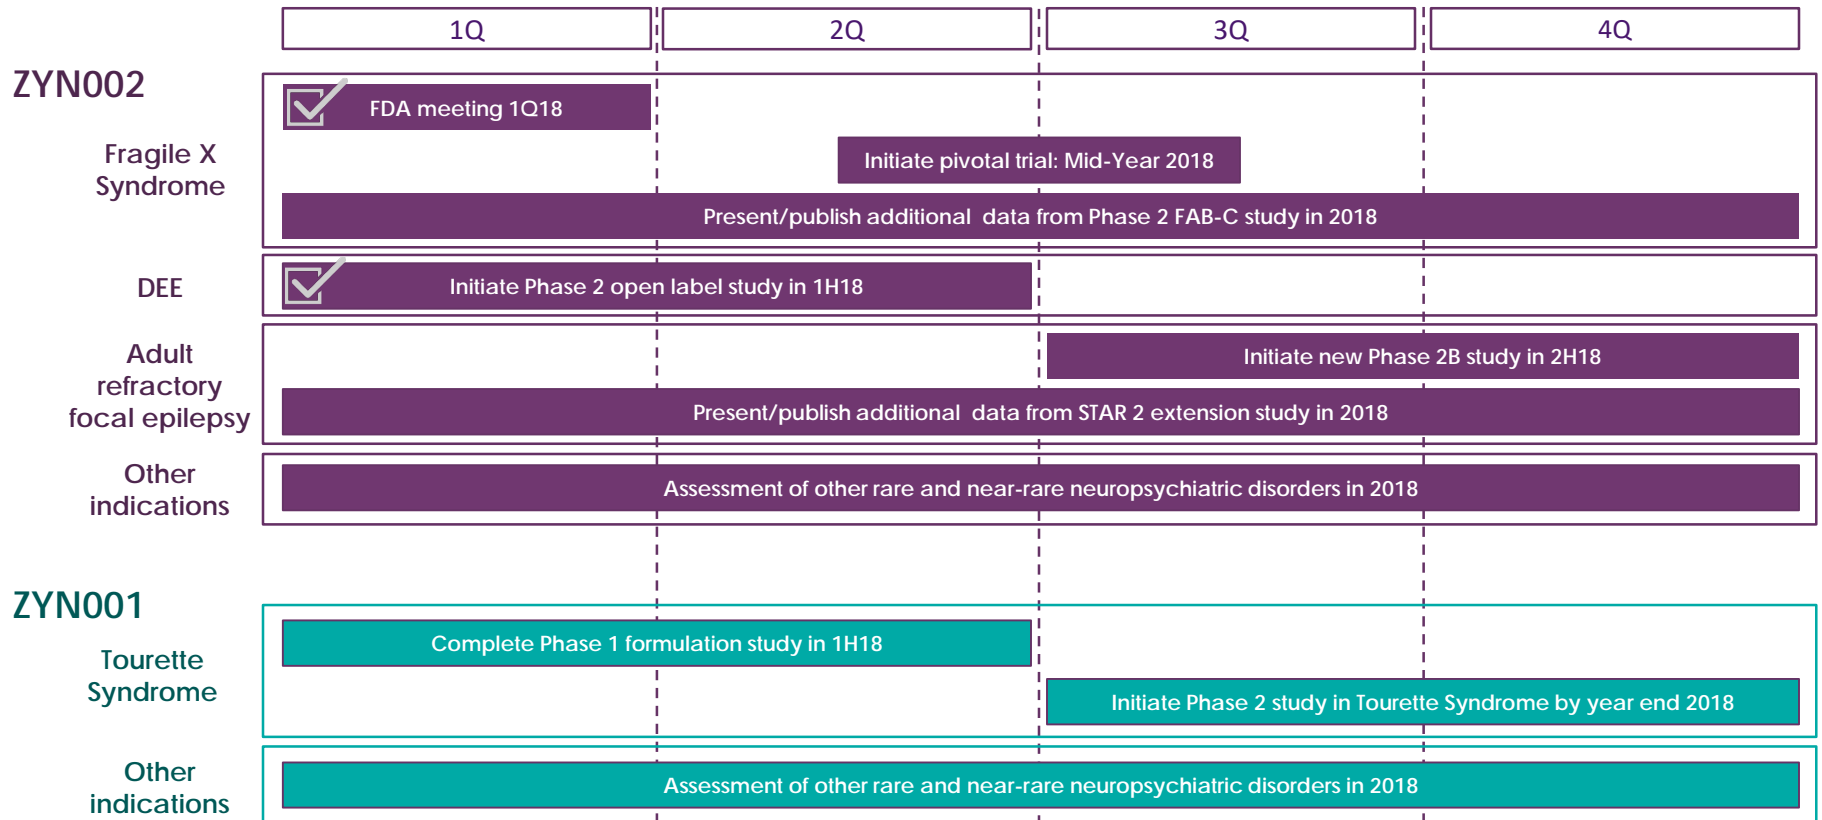 1Q
2Q
3Q
4Q
ZYN002
FDA meeting 1Q18
Fragile X
Syndrome
Initiate pivotal trial: Mid-Year 2018
Present/publish additional data from Phase 2 FAB-C study in 2018
DEE
Initiate Phase 2 open label study in 1H18
Adult
refractory
focal epilepsy
Initiate new Phase 2B study in 2H18
Present/publish additional data from STAR 2 extension study in 2018
Other
indications
Assessment of other rare and near-rare neuropsychiatric disorders in 2018
ZYN001
Tourette
Syndrome
Complete Phase 1 formulation study in 1H18
Initiate Phase 2 study in Tourette Syndrome by year end 2018
Other
indications
Assessment of other rare and near-rare neuropsychiatric disorders in 2018